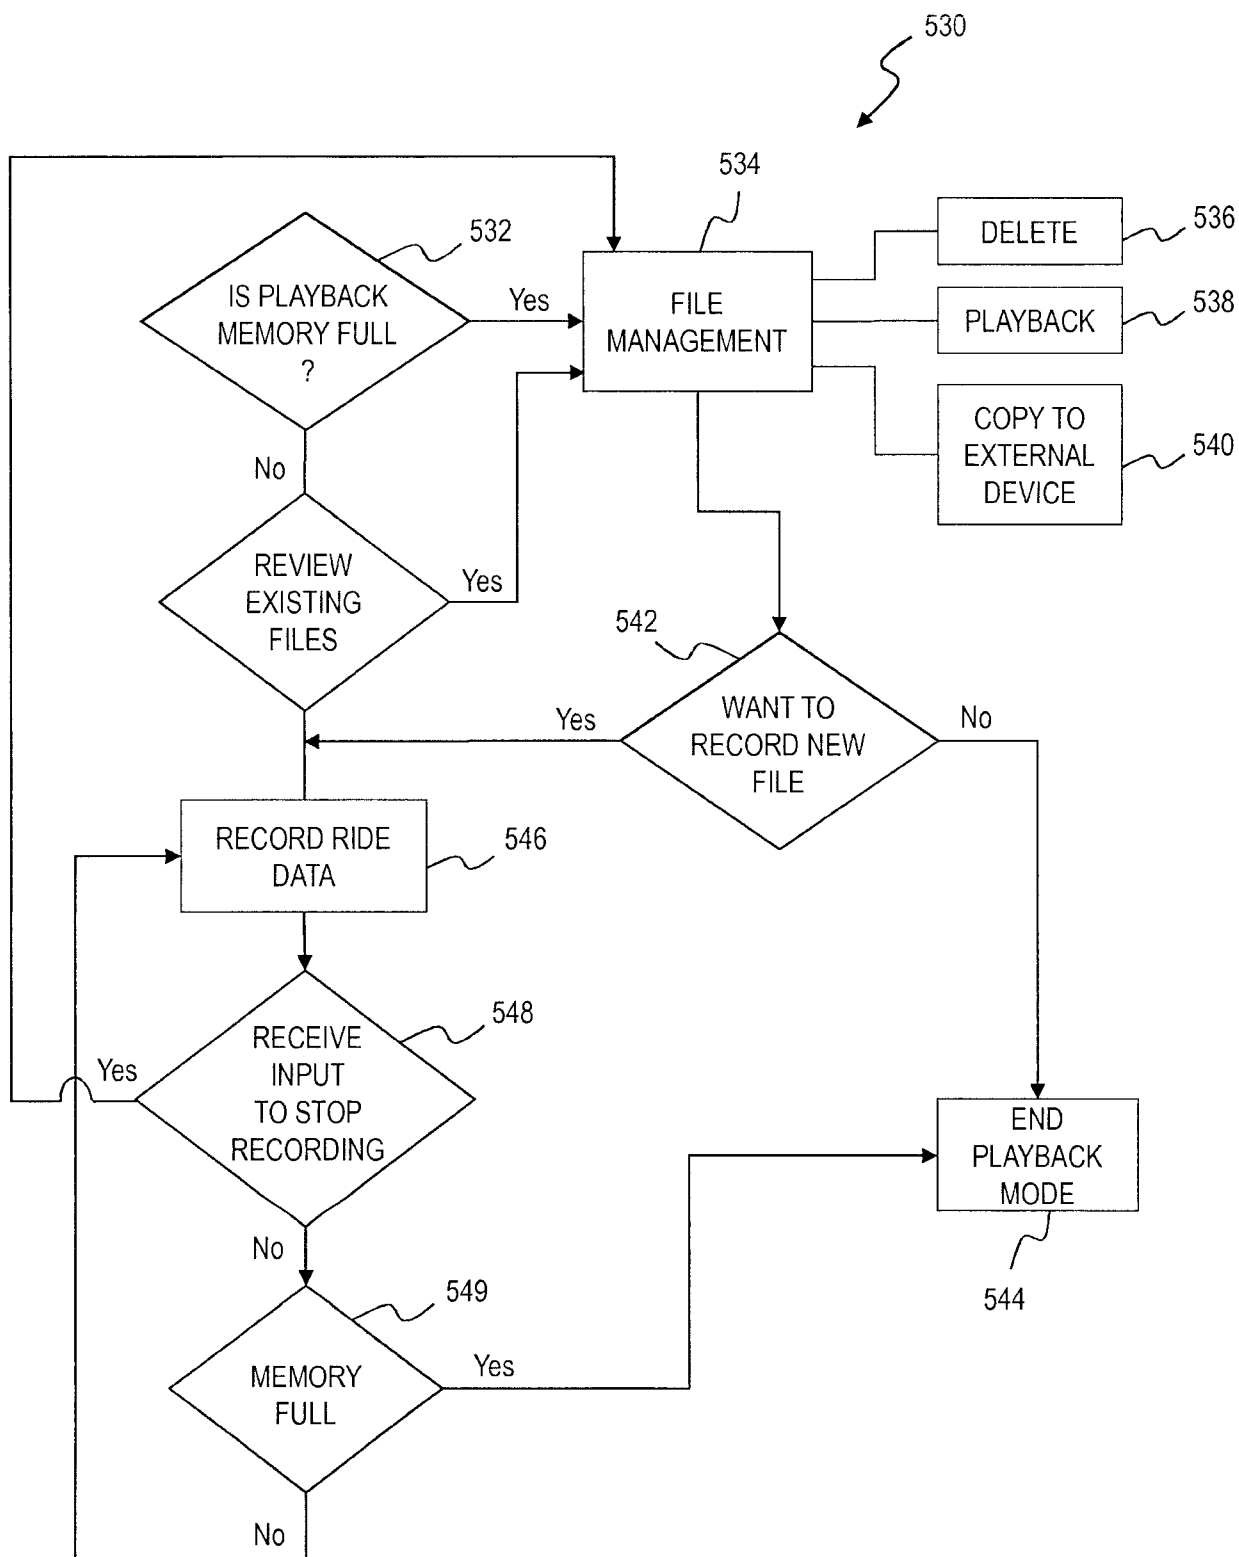 530
534
532
IS PLAYBACK
MEMORY FULL
?
Yes
FILE
MANAGEMENT
DELETE
536
PLAYBACK
538
COPY TO
EXTERNAL
DEVICE
540
No
REVIEW
EXISTING
FILES
Yes
542
WANT TO
RECORD NEW
FILE
Yes
No
RECORD RIDE
DATA
546
548
RECEIVE
INPUT
TO STOP
RECORDING
Yes
END
PLAYBACK
MODE
544
No
549
MEMORY
FULL
Yes
No